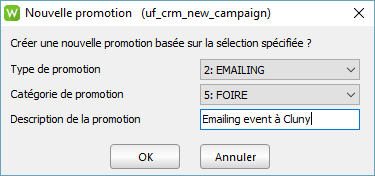 Nouvelle promotion (uf_crm_new_campaign)
Créer une nouvelle promotion basée sur la sélection spécifiée ?
Type de promotion 2: EMAILING
Catégorie de promotion 5: FOIRE
Description de la promotion Emailing event à Cluny
OK Annuler